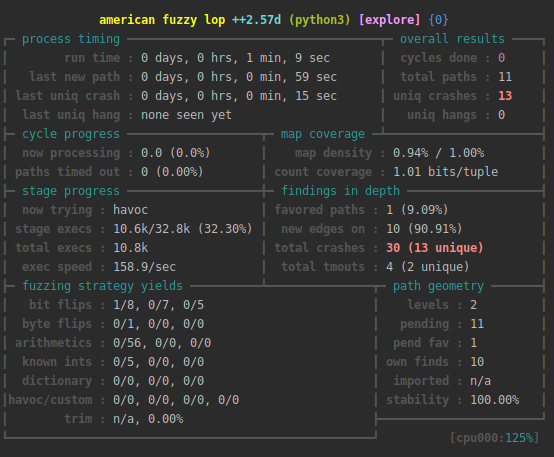 american fuzzy lop ++2.57d (python3) [explore] {0}
process timing overall results
run time : 0 days, 0 hrs, 1 min, 9 sec cycles done : 0
last new path : 0 days, 0 hrs, 0 min, 59 sec total paths : 11
last uniq crash : 0 days, 0 hrs, 0 min, 15 sec uniq crashes : 13
last uniq hang : none seen yet uniq hangs : 0
cycle progress map coverage
now processing : 0.0 (0.0%) map density : 0.94% / 1.00%
paths timed out : 0 (0.00%) count coverage : 1.01 bits/tuple
stage progress findings in depth
now trying : havoc favored paths : 1 (9.09%)
stage execs : 10.6k/32.8k (32.30%) new edges on : 10 (90.91%)
total execs : 10.8k total crashes : 30 (13 unique)
exec speed : 158.9/sec total tmouts : 4 (2 unique)
fuzzing strategy yields path geometry
bit flips : 1/8, 0/7, 0/5 levels : 2
byte flips : 0/1, 0/0, 0/0 pending : 11
arithmetics : 0/56, 0/0, 0/0 pend fav : 1
known ints : 0/5, 0/0, 0/0 own finds : 10
dictionary : 0/0, 0/0, 0/0 imported : n/a
havoc/custom : 0/0, 0/0, 0/0, 0/0 stability : 100.00%
trim : n/a, 0.00%
[cpu000:125%]